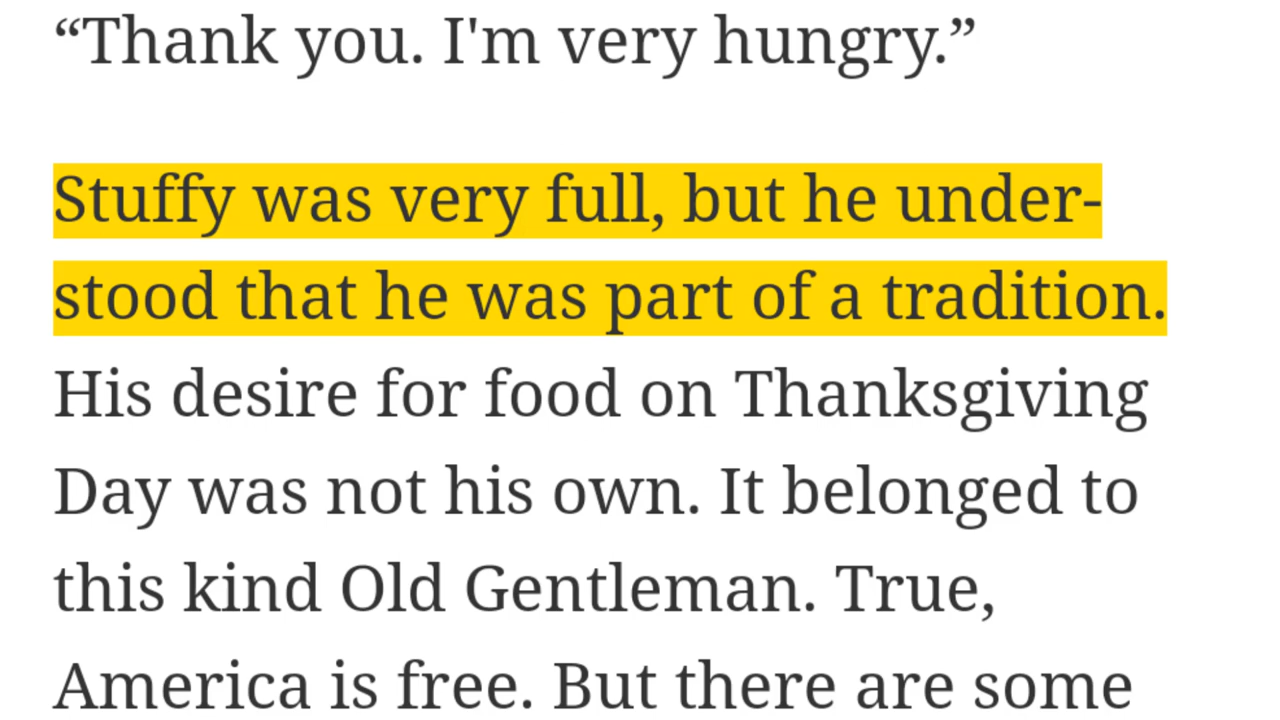 “Thank you. I'm very hungry.”
Stuffy was very full, but he under-
stood that he was part of a tradition.
His desire for food on Thanksgiving
Day was not his own. It belonged to
this kind Old Gentleman. True,
America is free. But there are some